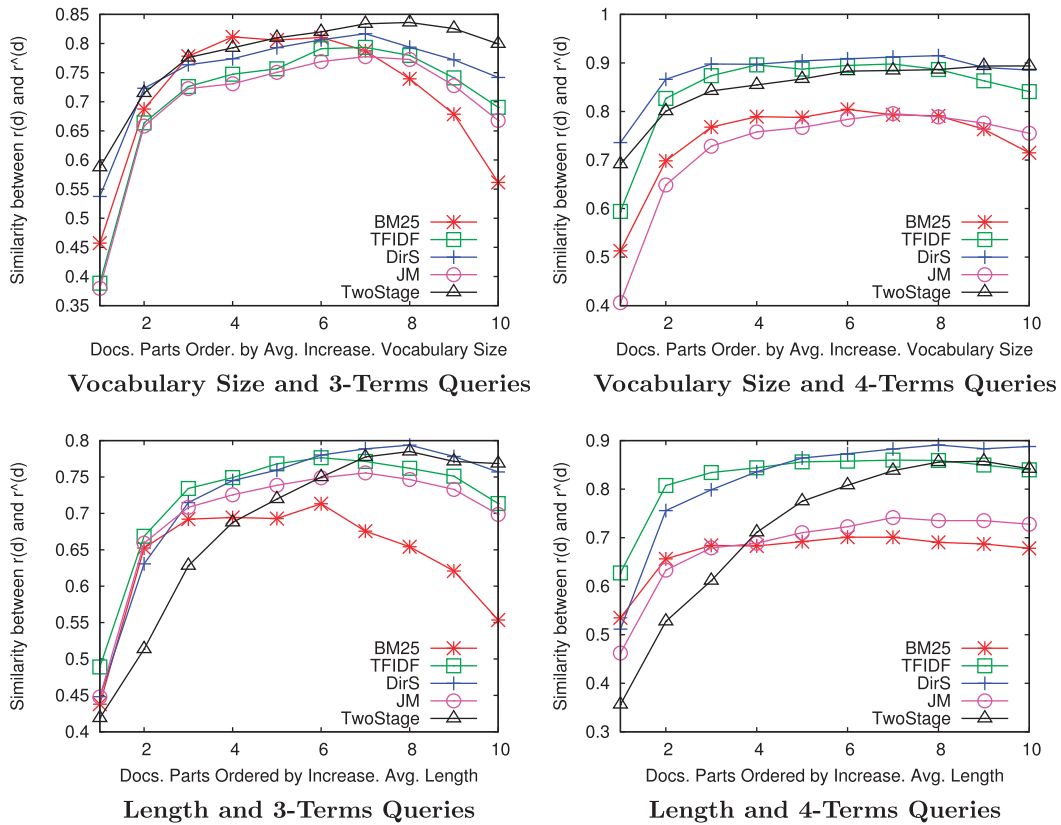 Similarity between r(d) and r^(d)
0.85
0.8
0.75
0.7
0.65
0.6
0.55
0.5
0.45
0.4
0.35
2
4
6
8
10
BM25
TFIDF
DirS
JM
TwoStage
Docs. Parts Order. by Avg. Increase. Vocabulary Size
Vocabulary Size and 3-Terms Queries
Similarity between r(d) and r^(d)
1
0.9
0.8
0.7
0.6
0.5
0.4
2
4
6
8
10
BM25
TFIDF
DirS
JM
TwoStage
Docs. Parts Order. by Avg. Increase. Vocabulary Size
Vocabulary Size and 4-Terms Queries
Similarity between r(d) and r^(d)
0.8
0.75
0.7
0.65
0.6
0.55
0.5
0.45
0.4
2
4
6
8
10
BM25
TFIDF
DirS
JM
TwoStage
Docs. Parts Ordered by Increase. Avg. Length
Length and 3-Terms Queries
Similarity between r(d) and r^(d)
0.9
0.8
0.7
0.6
0.5
0.4
0.3
2
4
6
8
10
BM25
TFIDF
DirS
JM
TwoStage
Docs. Parts Ordered by Increase. Avg. Length
Length and 4-Terms Queries